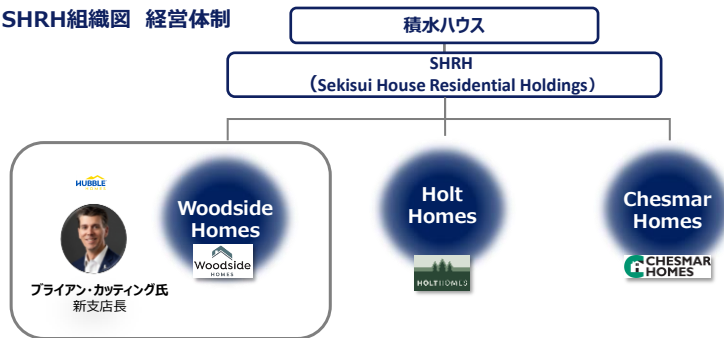 SHRH組織図 経営体制
積水ハウス
SHRH
(Sekisui House Residential Holdings)
HUBBLE
HOMES
Woodside
Homes
Woodside
HOMES
ブライアン・カッティング氏
新支店長
Holt
Homes
HOLTHOMES
Chesmar
Homes
CHESMAR
HOMES